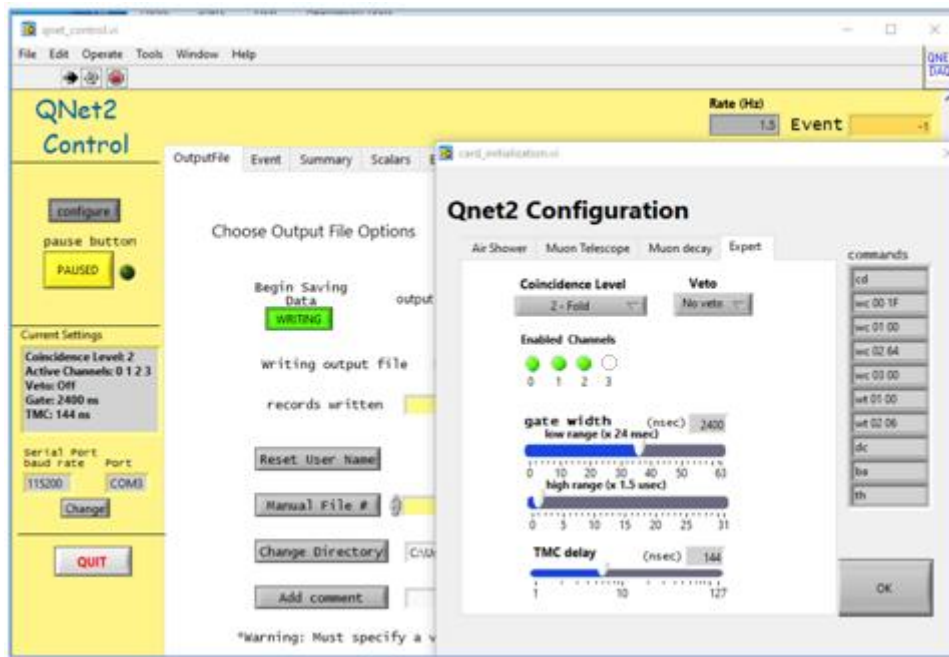 qnet_control.vi
File Edit Operate Tools Window Help
QNet2
Control
Rate (Hz)
1.5 Event -1
configure
pause button
PAUSED
Current Settings
Coincidence Level: 2
Active Channels: 0 1 2 3
Veto: Off
Gate: 2400 ns
TMC: 144 ns
Serial Port
baud rate Port
115200 COM3
Change
QUIT
OutputFile Event Summary Scalars
Choose Output File Options
Begin Saving
Data output
WRITING
Writing output file
records written
Reset User Name
Manual File #
Change Directory
Add comment
*Warning: Must specify a
card_initialization.vi
Qnet2 Configuration
Air Shower Muon Telescope Muon decay Expert
Coincidence Level Veto
2 - Fold No veto
Enabled Channels
0 1 2 3
gate width (nsec) 2400
low range (x 24 nsec)
0 10 20 30 40 50 63
high range (x 1.5 usec)
0 5 10 15 20 25 31
TMC delay (nsec) 144
1 10 127
commands
cd
wc 00 1F
wc 01 00
wc 02 64
wc 03 00
wt 01 00
wt 02 06
dc
ba
th
OK